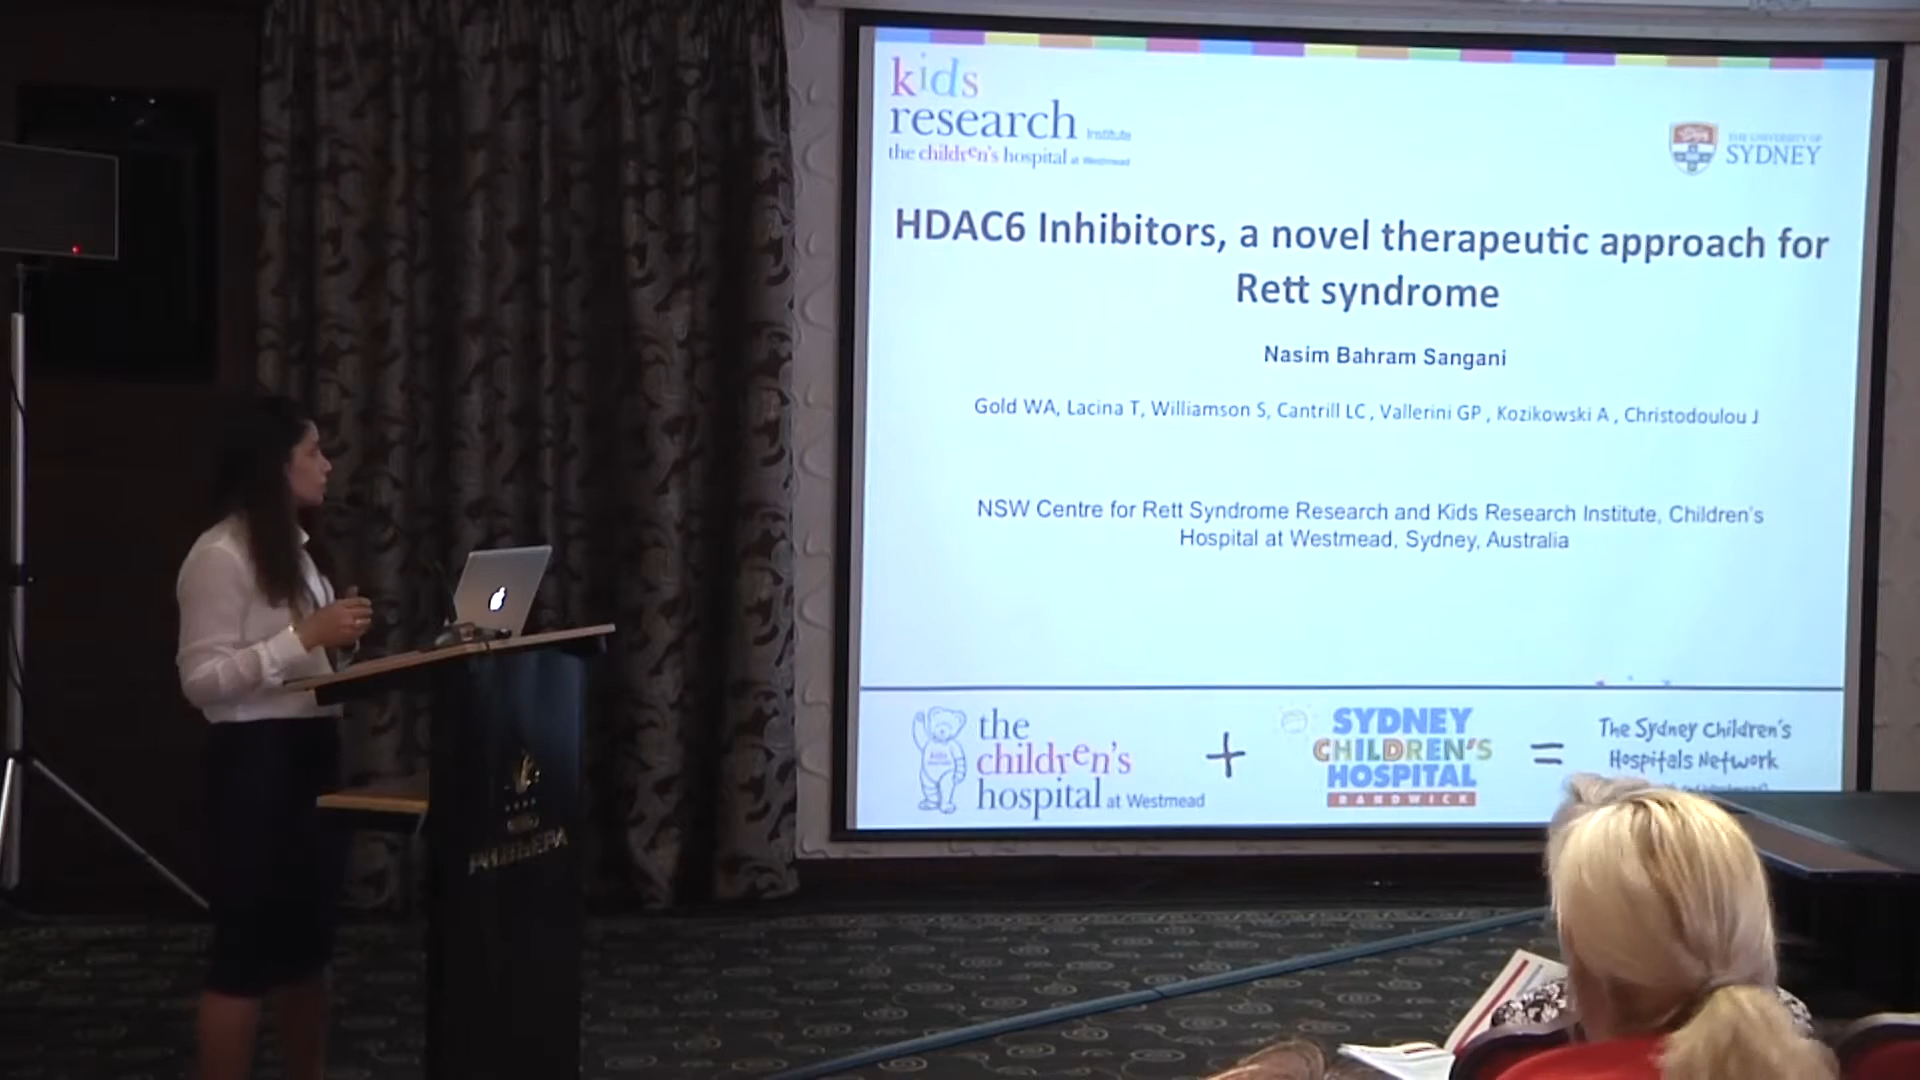 kids
research Institute
the children's hospital at Westmead
THE UNIVERSITY OF
SYDNEY
HDAC6 Inhibitors, a novel therapeutic approach for
Rett syndrome
Nasim Bahram Sangani
Gold WA, Lacina T, Williamson S, Cantrill LC, Vallerini GP, Kozikowski A, Christodoulou J
NSW Centre for Rett Syndrome Research and Kids Research Institute, Children's
Hospital at Westmead, Sydney, Australia
the
children's
hospital at Westmead
+
SYDNEY
CHILDREN'S
HOSPITAL
RANDWICK
=
The Sydney Children's
Hospitals Network